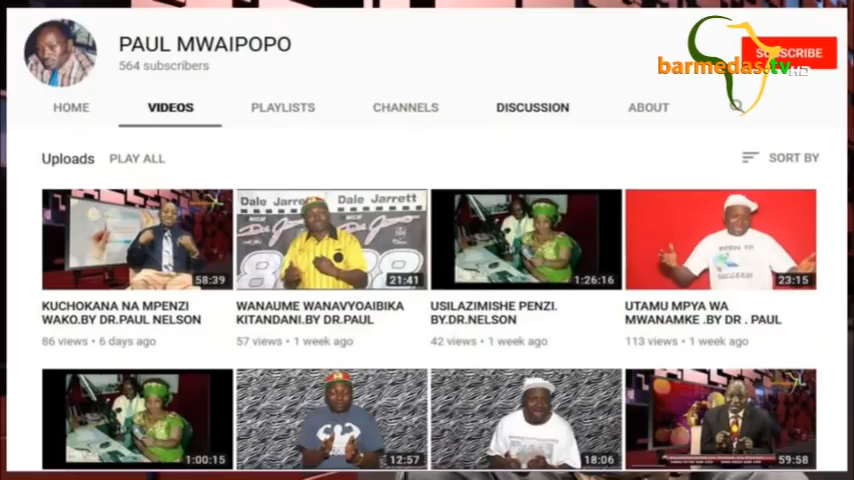 PAUL MWAIPOPO
564 subscribers
SUBSCRIBE
barmedas.tv
HD
HOME VIDEOS PLAYLISTS CHANNELS DISCUSSION ABOUT
Uploads PLAY ALL SORT BY
Dale Jarrett Dale Jarrett
88
58:39 21:41 1:26:16 23:15
KUCHOKANA NA MPENZI
WAKO.BY DR.PAUL NELSON
86 views • 6 days ago
WANAUME WANAVYOAIBIKA
KITANDANI.BY DR.PAUL
57 views • 1 week ago
USILAZIMISHE PENZI.
BY.DR.NELSON
42 views • 1 week ago
UTAMU MPYA WA
MWANAMKE .BY DR . PAUL
113 views • 1 week ago
1:00:15 12:57 18:06 59:58